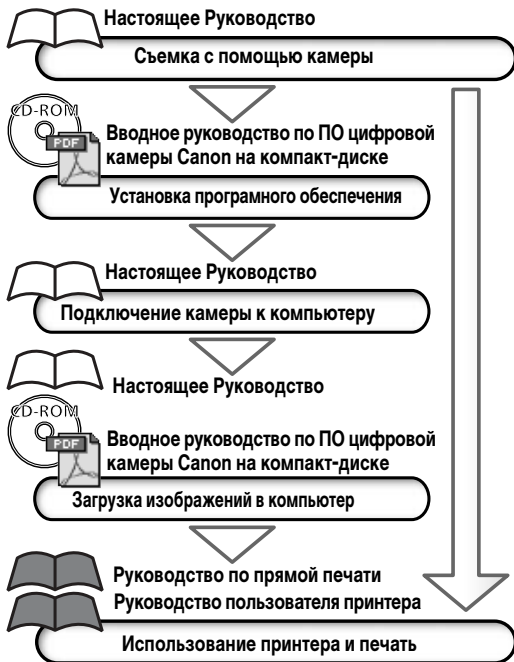 Настоящее Руководство
Съемка с помощью камеры
CD-ROM
PDF
Вводное руководство по ПО цифровой
камеры Canon на компакт-диске
Установка програмного обеспечения
Настоящее Руководство
Подключение камеры к компьютеру
Настоящее Руководство
CD-ROM
PDF
Вводное руководство по ПО цифровой
камеры Canon на компакт-диске
Загрузка изображений в компьютер
Руководство по прямой печати
Руководство пользователя принтера
Использование принтера и печать